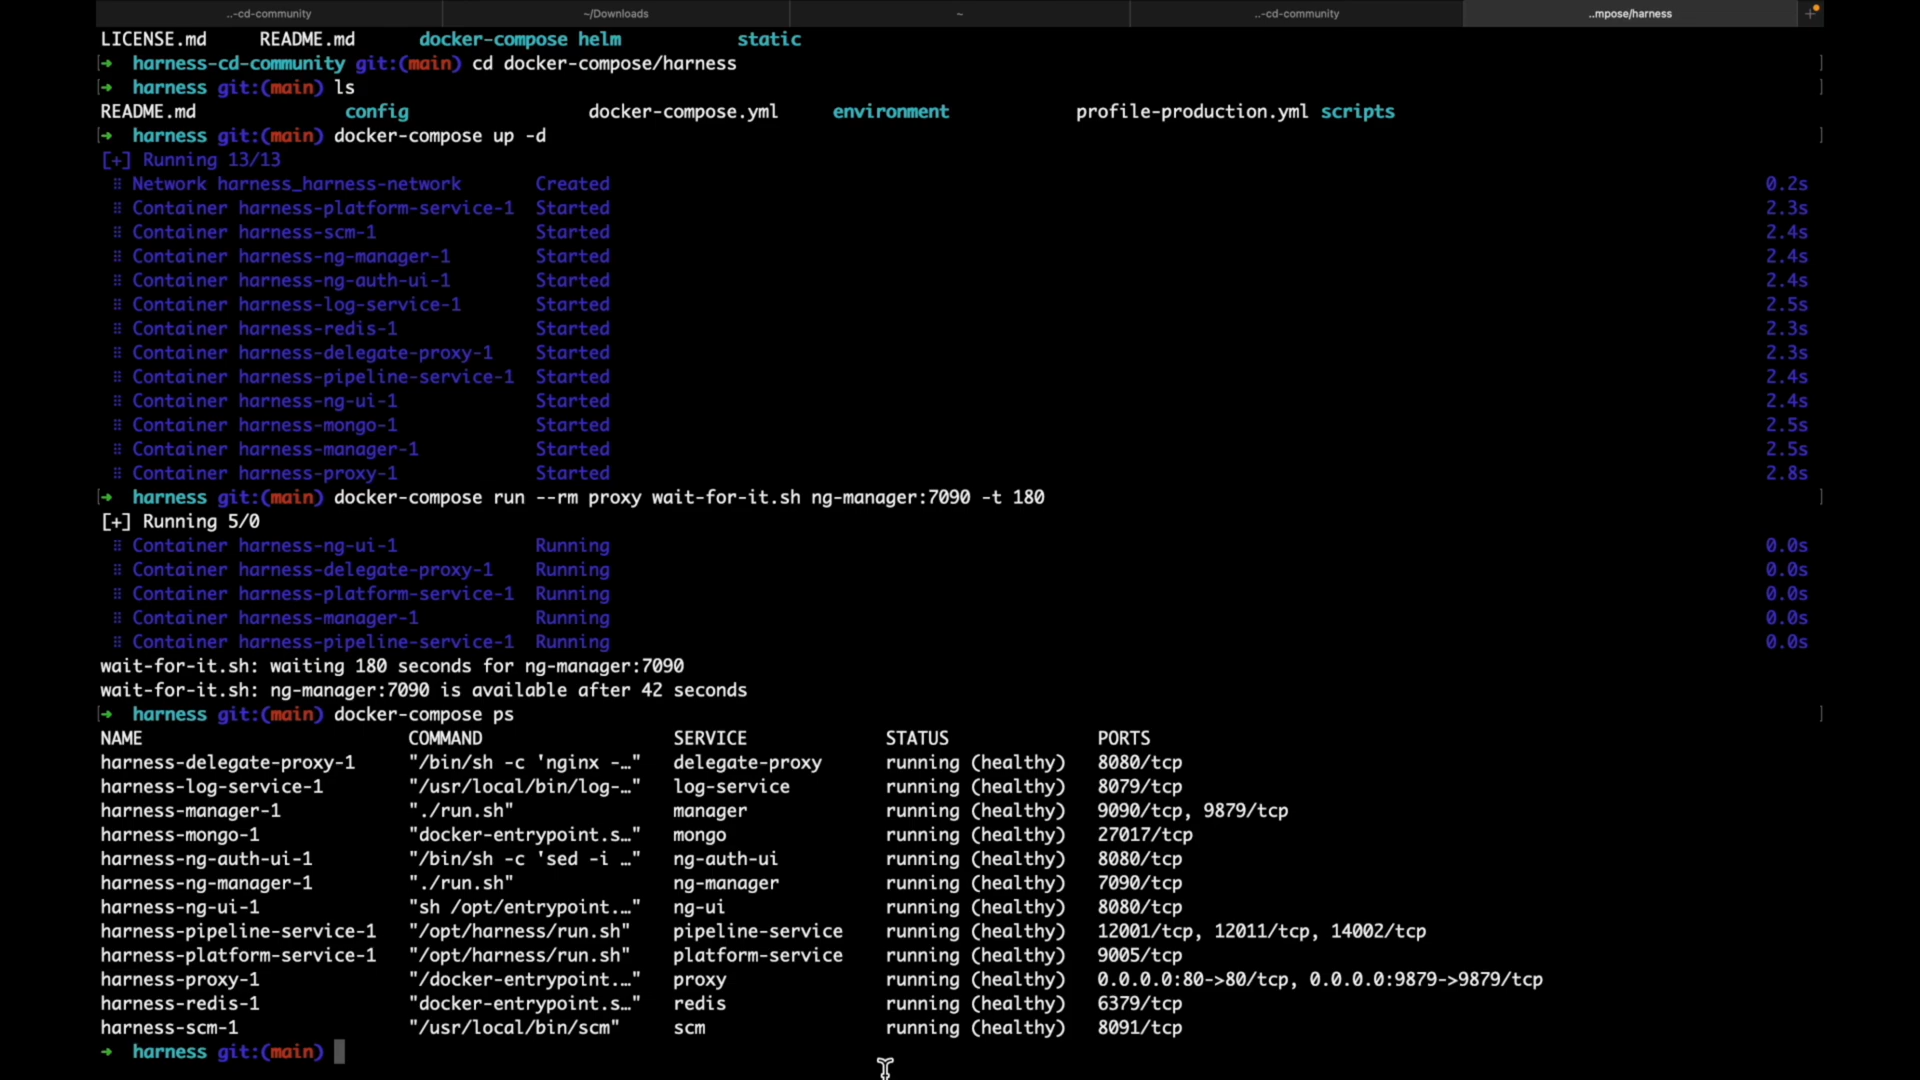 ..-cd-community ~/Downloads ~ ..-cd-community ..mpose/harness +
LICENSE.md README.md docker-compose helm static
➜ harness-cd-community git:(main) cd docker-compose/harness
➜ harness git:(main) ls
README.md config docker-compose.yml environment profile-production.yml scripts
➜ harness git:(main) docker-compose up -d
[+] Running 13/13
⠿ Network harness_harness-network Created 0.2s
⠿ Container harness-platform-service-1 Started 2.3s
⠿ Container harness-scm-1 Started 2.4s
⠿ Container harness-ng-manager-1 Started 2.4s
⠿ Container harness-ng-auth-ui-1 Started 2.4s
⠿ Container harness-log-service-1 Started 2.5s
⠿ Container harness-redis-1 Started 2.3s
⠿ Container harness-delegate-proxy-1 Started 2.3s
⠿ Container harness-pipeline-service-1 Started 2.4s
⠿ Container harness-ng-ui-1 Started 2.4s
⠿ Container harness-mongo-1 Started 2.5s
⠿ Container harness-manager-1 Started 2.5s
⠿ Container harness-proxy-1 Started 2.8s
➜ harness git:(main) docker-compose run --rm proxy wait-for-it.sh ng-manager:7090 -t 180
[+] Running 5/0
⠿ Container harness-ng-ui-1 Running 0.0s
⠿ Container harness-delegate-proxy-1 Running 0.0s
⠿ Container harness-platform-service-1 Running 0.0s
⠿ Container harness-manager-1 Running 0.0s
⠿ Container harness-pipeline-service-1 Running 0.0s
wait-for-it.sh: waiting 180 seconds for ng-manager:7090
wait-for-it.sh: ng-manager:7090 is available after 42 seconds
➜ harness git:(main) docker-compose ps
NAME COMMAND SERVICE STATUS PORTS
harness-delegate-proxy-1 "/bin/sh -c 'nginx -…" delegate-proxy running (healthy) 8080/tcp
harness-log-service-1 "/usr/local/bin/log-…" log-service running (healthy) 8079/tcp
harness-manager-1 "./run.sh" manager running (healthy) 9090/tcp, 9879/tcp
harness-mongo-1 "docker-entrypoint.s…" mongo running (healthy) 27017/tcp
harness-ng-auth-ui-1 "/bin/sh -c 'sed -i …" ng-auth-ui running (healthy) 8080/tcp
harness-ng-manager-1 "./run.sh" ng-manager running (healthy) 7090/tcp
harness-ng-ui-1 "sh /opt/entrypoint.…" ng-ui running (healthy) 8080/tcp
harness-pipeline-service-1 "/opt/harness/run.sh" pipeline-service running (healthy) 12001/tcp, 12011/tcp, 14002/tcp
harness-platform-service-1 "/opt/harness/run.sh" platform-service running (healthy) 9005/tcp
harness-proxy-1 "/docker-entrypoint.…" proxy running (healthy) 0.0.0.0:80->80/tcp, 0.0.0.0:9879->9879/tcp
harness-redis-1 "docker-entrypoint.s…" redis running (healthy) 6379/tcp
harness-scm-1 "/usr/local/bin/scm" scm running (healthy) 8091/tcp
➜ harness git:(main)